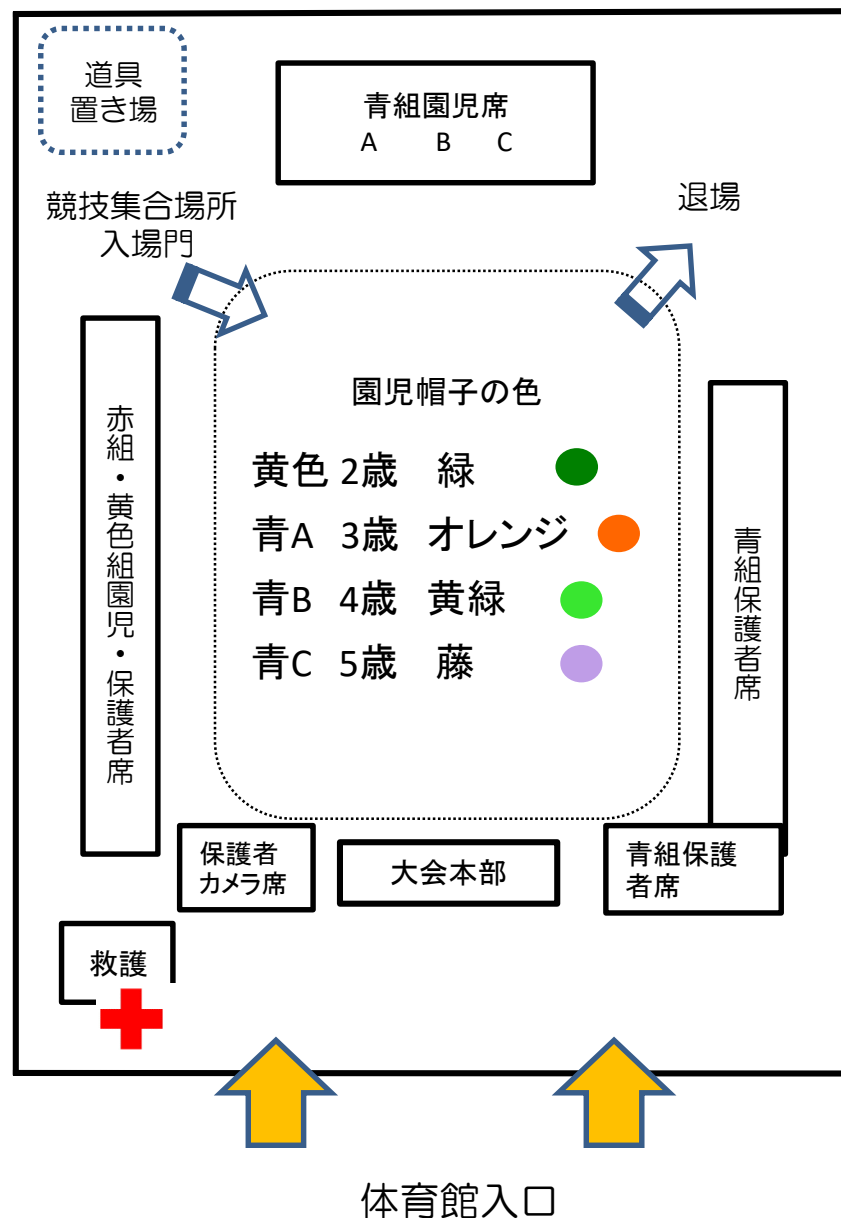 道具
置き場
青組園児席
A B C
競技集合場所
入場門
退場
園児帽子の色
黄色 2歳 緑
青A 3歳 オレンジ
青B 4歳 黄緑
青C 5歳 藤
赤組・黄色組園児・保護者席
青組保護者席
保護者
カメラ席
大会本部
青組保護
者席
救護
体育館入口